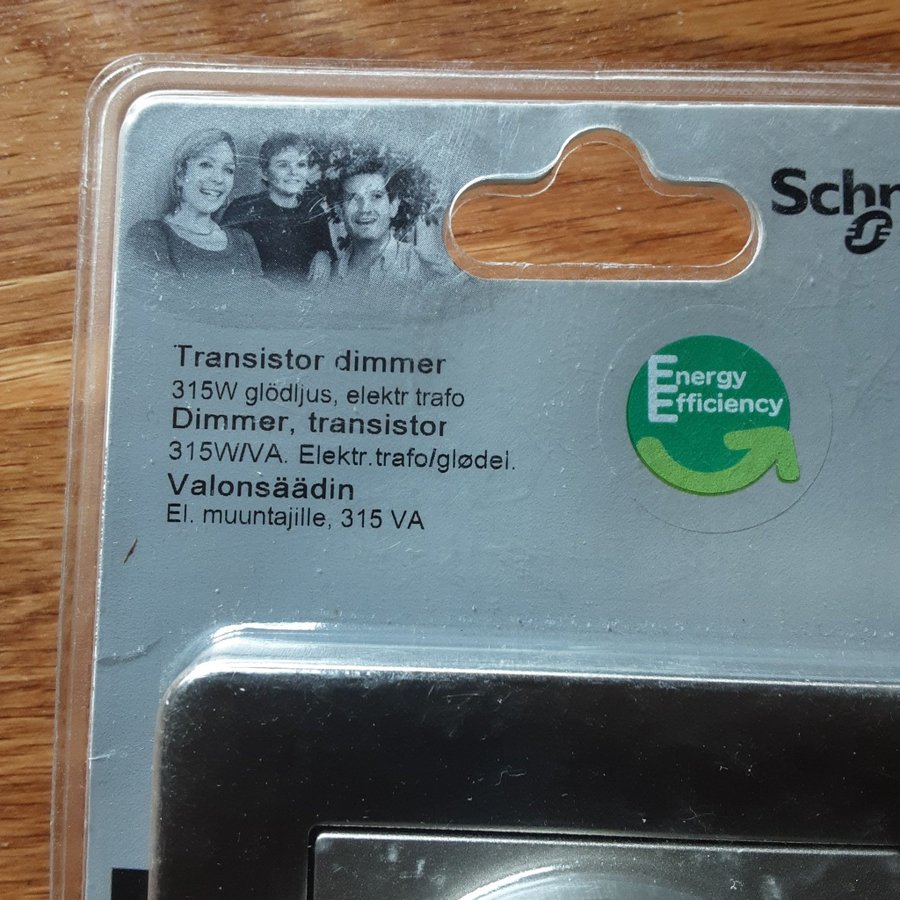 Schn
Transistor dimmer
315W glödljus, elektr trafo
Dimmer, transistor
315W/VA. Elektr.trafo/glødel.
Valonsäädin
El. muuntajille, 315 VA
Energy
Efficiency